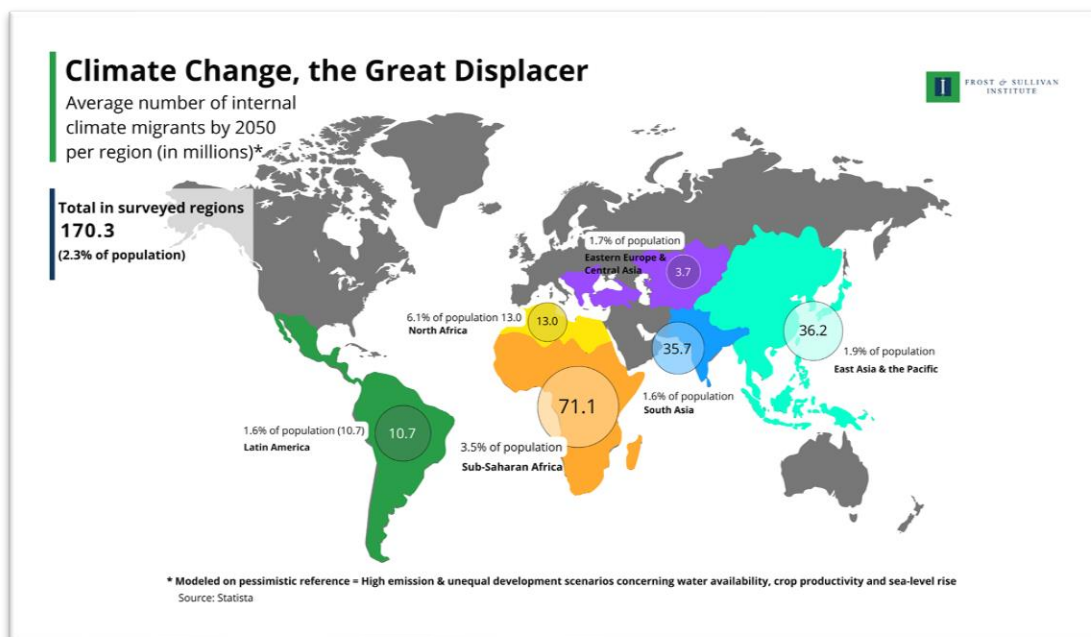 Climate Change, the Great Displacer
Average number of internal
climate migrants by 2050
per region (in millions)*
FROST & SULLIVAN
INSTITUTE
Total in surveyed regions
170.3
(2.3% of population)
1.7% of population
Eastern Europe &
Central Asia
3.7
6.1% of population 13.0
North Africa
13.0
35.7
36.2
1.9% of population
East Asia & the Pacific
1.6% of population
South Asia
71.1
1.6% of population (10.7)
Latin America
10.7
3.5% of population
Sub-Saharan Africa
* Modeled on pessimistic reference = High emission & unequal development scenarios concerning water availability, crop productivity and sea-level rise
Source: Statista